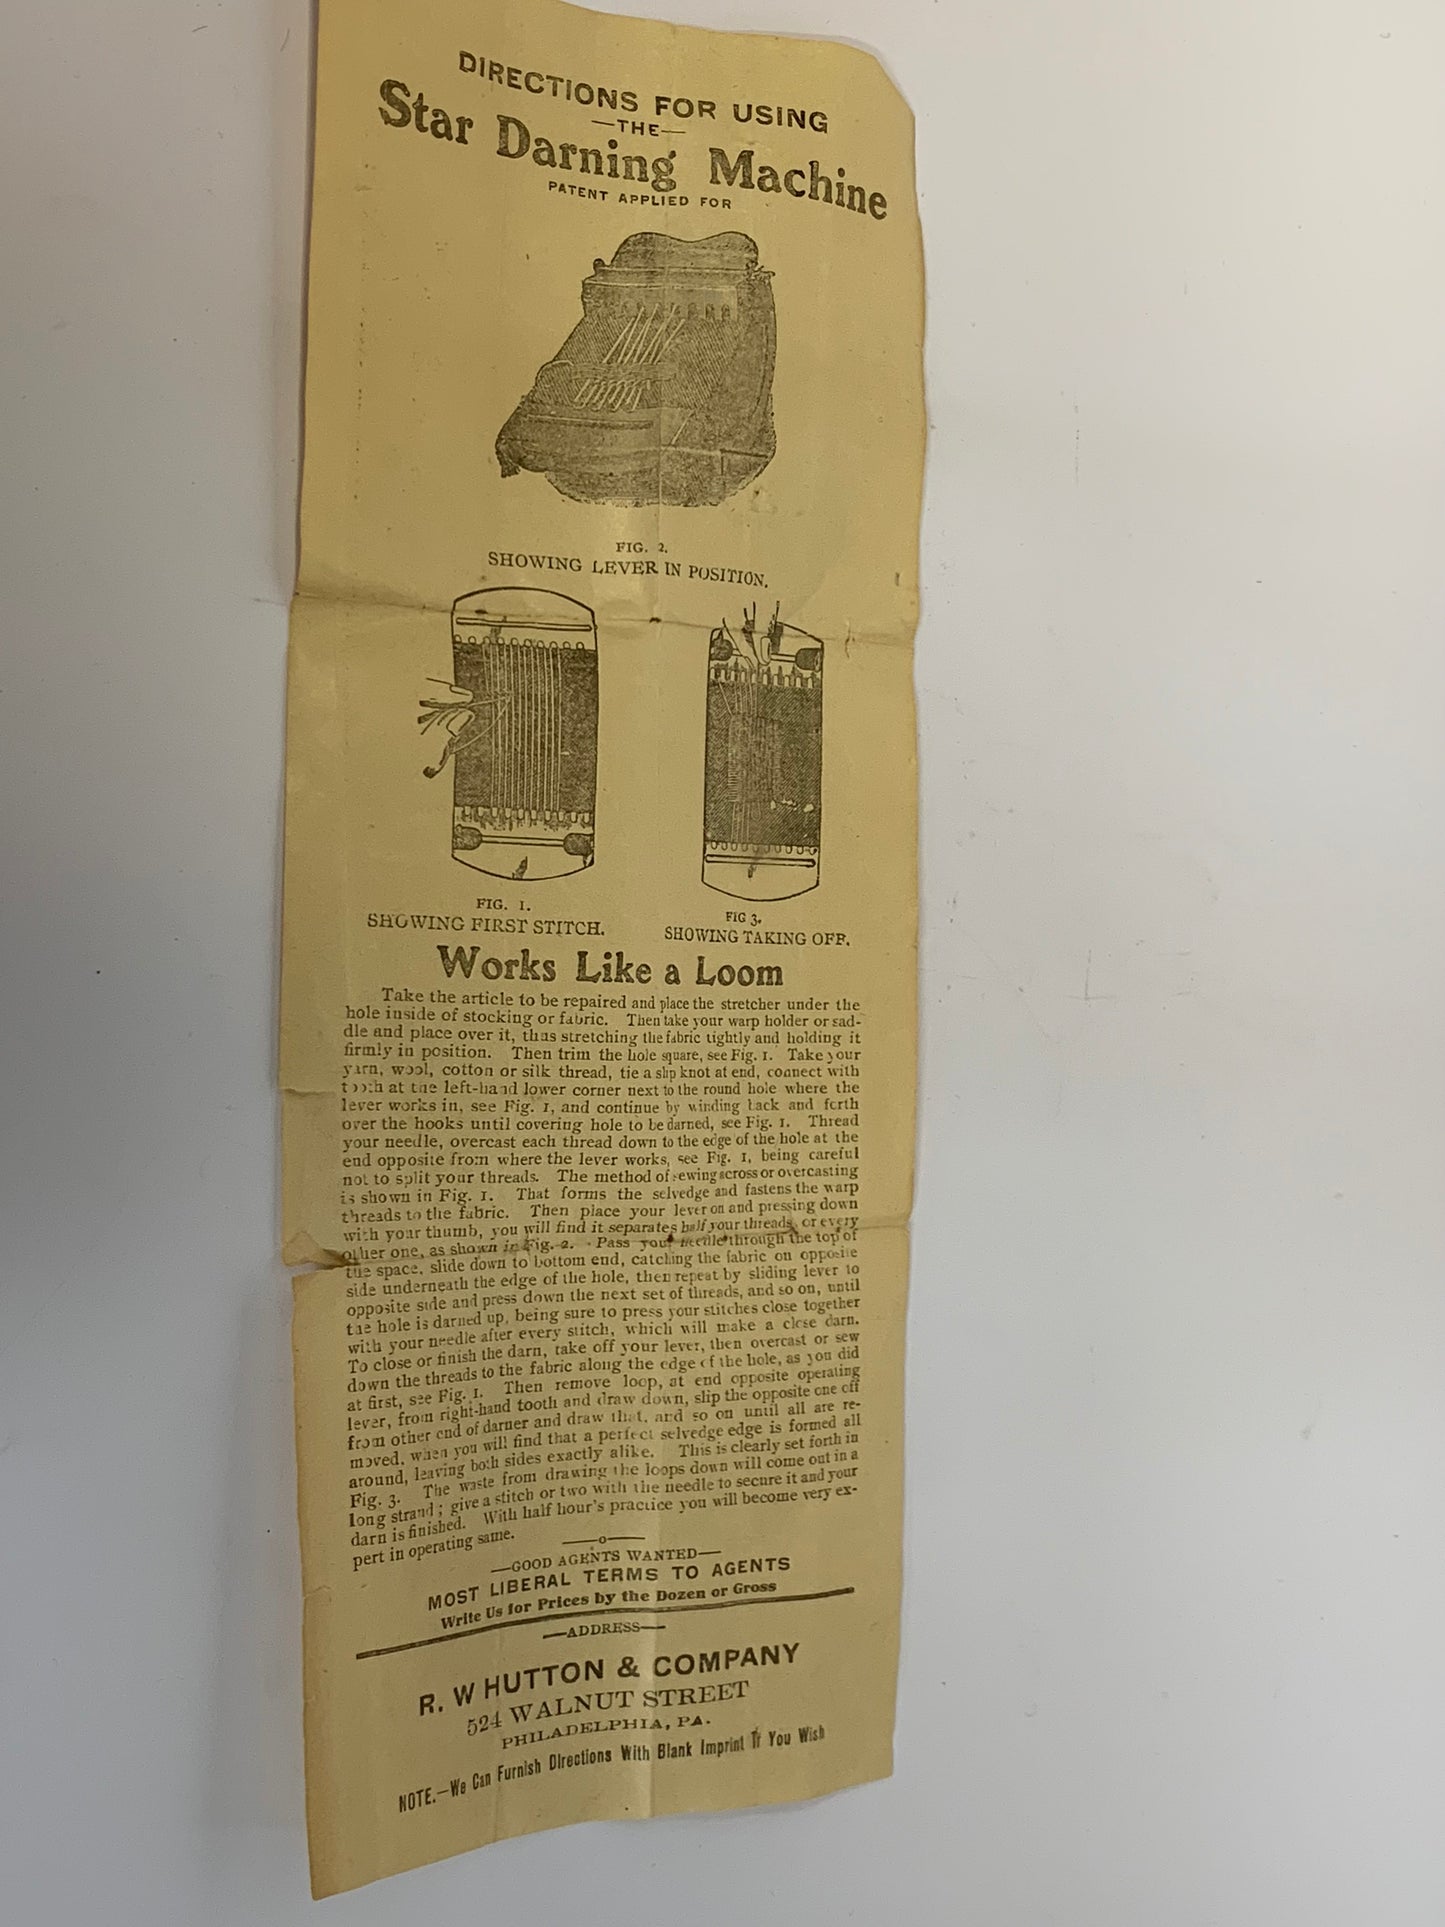 DIRECTIONS FOR USING
—THE—
Star Darning Machine
PATENT APPLIED FOR
FIG. 2.
SHOWING LEVER IN POSITION.
FIG. 1.
SHOWING FIRST STITCH.
FIG 3.
SHOWING TAKING OFF.
Works Like a Loom
Take the article to be repaired and place the stretcher under the
hole inside of stocking or fabric. Then take your warp holder or sad-
dle and place over it, thus stretching the fabric tightly and holding it
firmly in position. Then trim the hole square, see Fig. 1. Take your
yarn, wool, cotton or silk thread, tie a slip knot at end, connect with
tooth at the left-hand lower corner next to the round hole where the
lever works in, see Fig. 1, and continue by winding back and forth
over the hooks until covering hole to be darned, see Fig. 1. Thread
your needle, overcast each thread down to the edge of the hole at the
end opposite from where the lever works, see Fig. 1, being careful
not to split your threads. The method of sewing across or overcasting
is shown in Fig. 1. That forms the selvedge and fastens the warp
threads to the fabric. Then place your lever on and pressing down
with your thumb, you will find it separates half your threads, or every
other one, as shown in Fig. 2. Pass your needle through the top of
the space, slide down to bottom end, catching the fabric on opposite
side underneath the edge of the hole, then repeat by sliding lever to
opposite side and press down the next set of threads, and so on, until
the hole is darned up, being sure to press your stitches close together
with your needle after every stitch, which will make a close darn.
To close or finish the darn, take off your lever, then overcast or sew
down the threads to the fabric along the edge of the hole, as you did
at first, see Fig. 1. Then remove loop, at end opposite operating
lever, from right-hand tooth and draw down, slip the opposite one off
from other end of darner and draw that, and so on until all are re-
moved, when you will find that a perfect selvedge edge is formed all
around, leaving both sides exactly alike. This is clearly set forth in
Fig. 3. The waste from drawing the loops down will come out in a
long strand; give a stitch or two with the needle to secure it and your
darn is finished. With half hour's practice you will become very ex-
pert in operating same.
——o——
—GOOD AGENTS WANTED—
MOST LIBERAL TERMS TO AGENTS
Write Us for Prices by the Dozen or Gross
—ADDRESS—
R. W HUTTON & COMPANY
524 WALNUT STREET
PHILADELPHIA, PA.
NOTE.—We Can Furnish Directions With Blank Imprint If You Wish